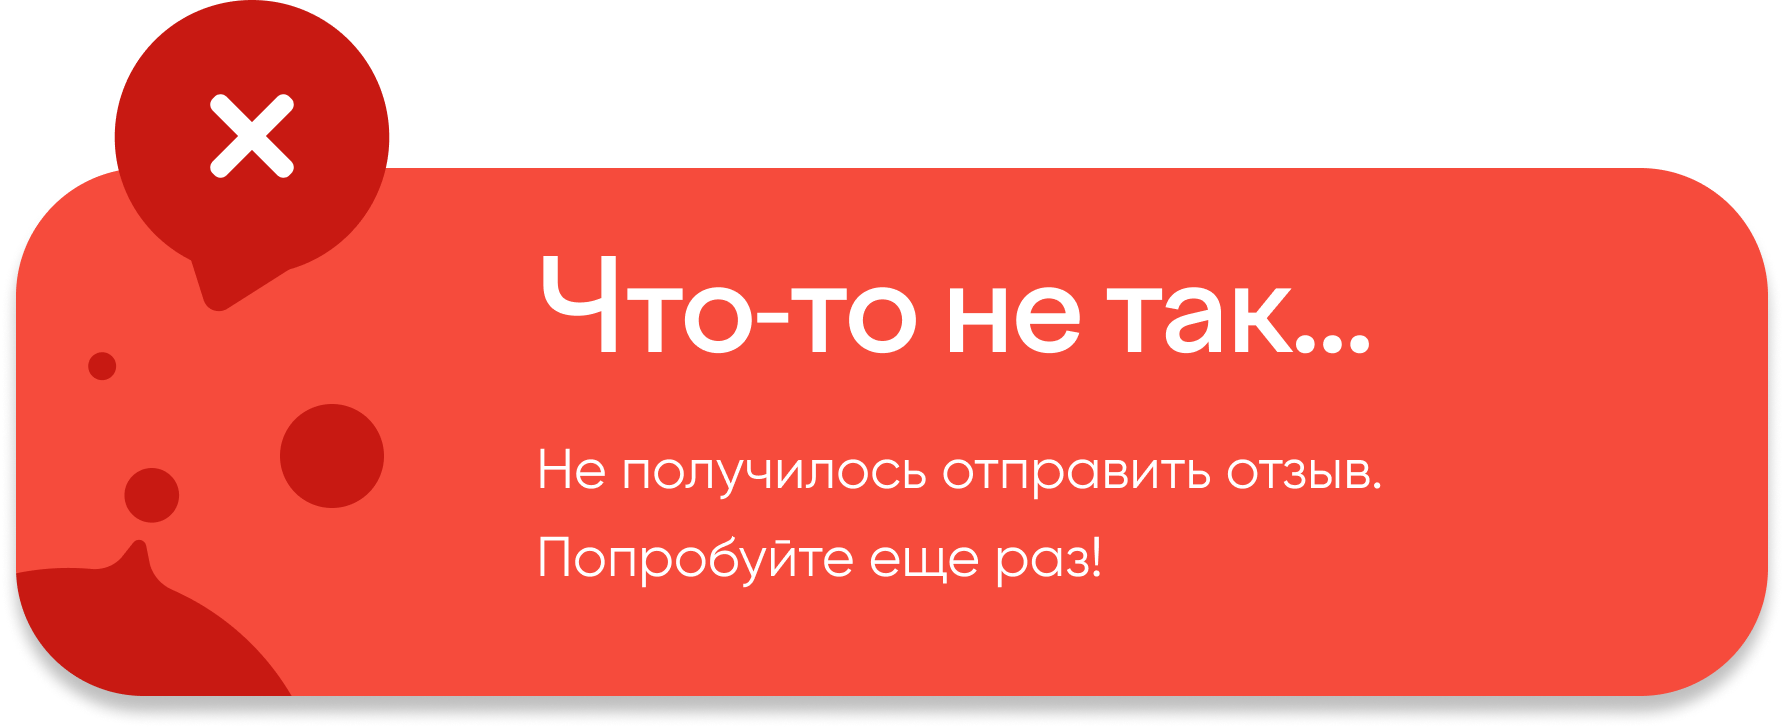 Что-то не так...
Не получилось отправить отзыв.
Попробуйте еще раз!